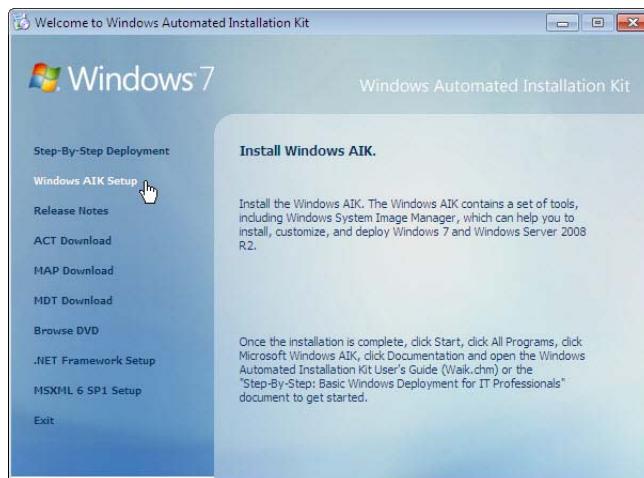 Welcome to Windows Automated Installation Kit
Windows 7
Windows Automated Installation Kit
Step-By-Step Deployment
Windows AIK Setup
Release Notes
ACT Download
MAP Download
MDT Download
Browse DVD
.NET Framework Setup
MSXML 6 SP1 Setup
Exit
Install Windows AIK.
Install the Windows AIK. The Windows AIK contains a set of tools,
including Windows System Image Manager, which can help you to
install, customize, and deploy Windows 7 and Windows Server 2008
R2.
Once the installation is complete, click Start, click All Programs, click
Microsoft Windows AIK, click Documentation and open the Windows
Automated Installation Kit User's Guide (Waik.chm) or the
"Step-By-Step: Basic Windows Deployment for IT Professionals"
document to get started.